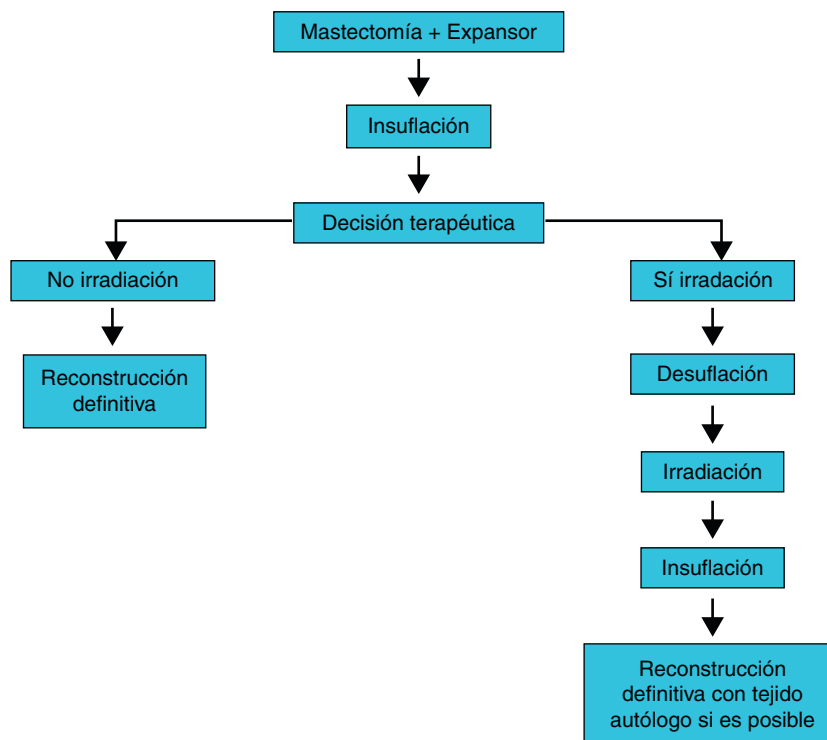 Mastectomía + Expansor
Insuflación
Decisión terapéutica
No irradiación
Sí irradación
Reconstrucción
definitiva
Desuflación
Irradiación
Insuflación
Reconstrucción
definitiva con tejido
autólogo si es posible